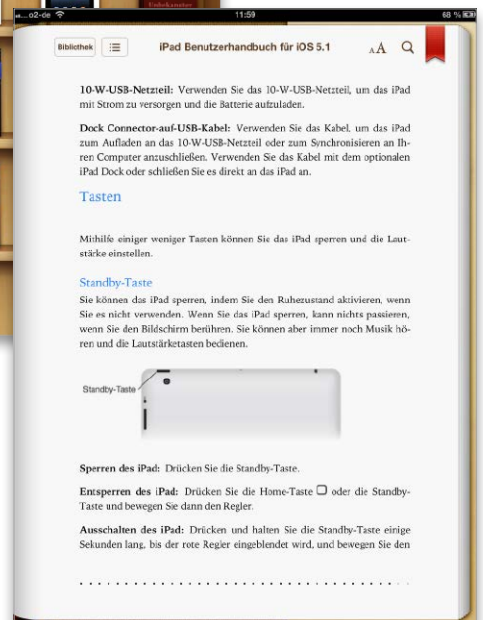 Unbekannter
o2-de 11:59 68 %
Bibliothek iPad Benutzerhandbuch für iOS 5.1 AA
10-W-USB-Netzteil: Verwenden Sie das 10-W-USB-Netzteil, um das iPad
mit Strom zu versorgen und die Batterie aufzuladen.
Dock Connector-auf-USB-Kabel: Verwenden Sie das Kabel, um das iPad
zum Aufladen an das 10-W-USB-Netzteil oder zum Synchronisieren an Ih-
ren Computer anzuschließen. Verwenden Sie das Kabel mit dem optionalen
iPad Dock oder schließen Sie es direkt an das iPad an.
Tasten
Mithilfe einiger weniger Tasten können Sie das iPad sperren und die Laut-
stärke einstellen.
Standby-Taste
Sie können das iPad sperren, indem Sie den Ruhezustand aktivieren, wenn
Sie es nicht verwenden. Wenn Sie das iPad sperren, kann nichts passieren,
wenn Sie den Bildschirm berühren. Sie können aber immer noch Musik hö-
ren und die Lautstärketasten bedienen.
Standby-Taste
Sperren des iPad: Drücken Sie die Standby-Taste.
Entsperren des iPad: Drücken Sie die Home-Taste oder die Standby-
Taste und bewegen Sie dann den Regler.
Ausschalten des iPad: Drücken und halten Sie die Standby-Taste einige
Sekunden lang, bis der rote Regler eingeblendet wird, und bewegen Sie den